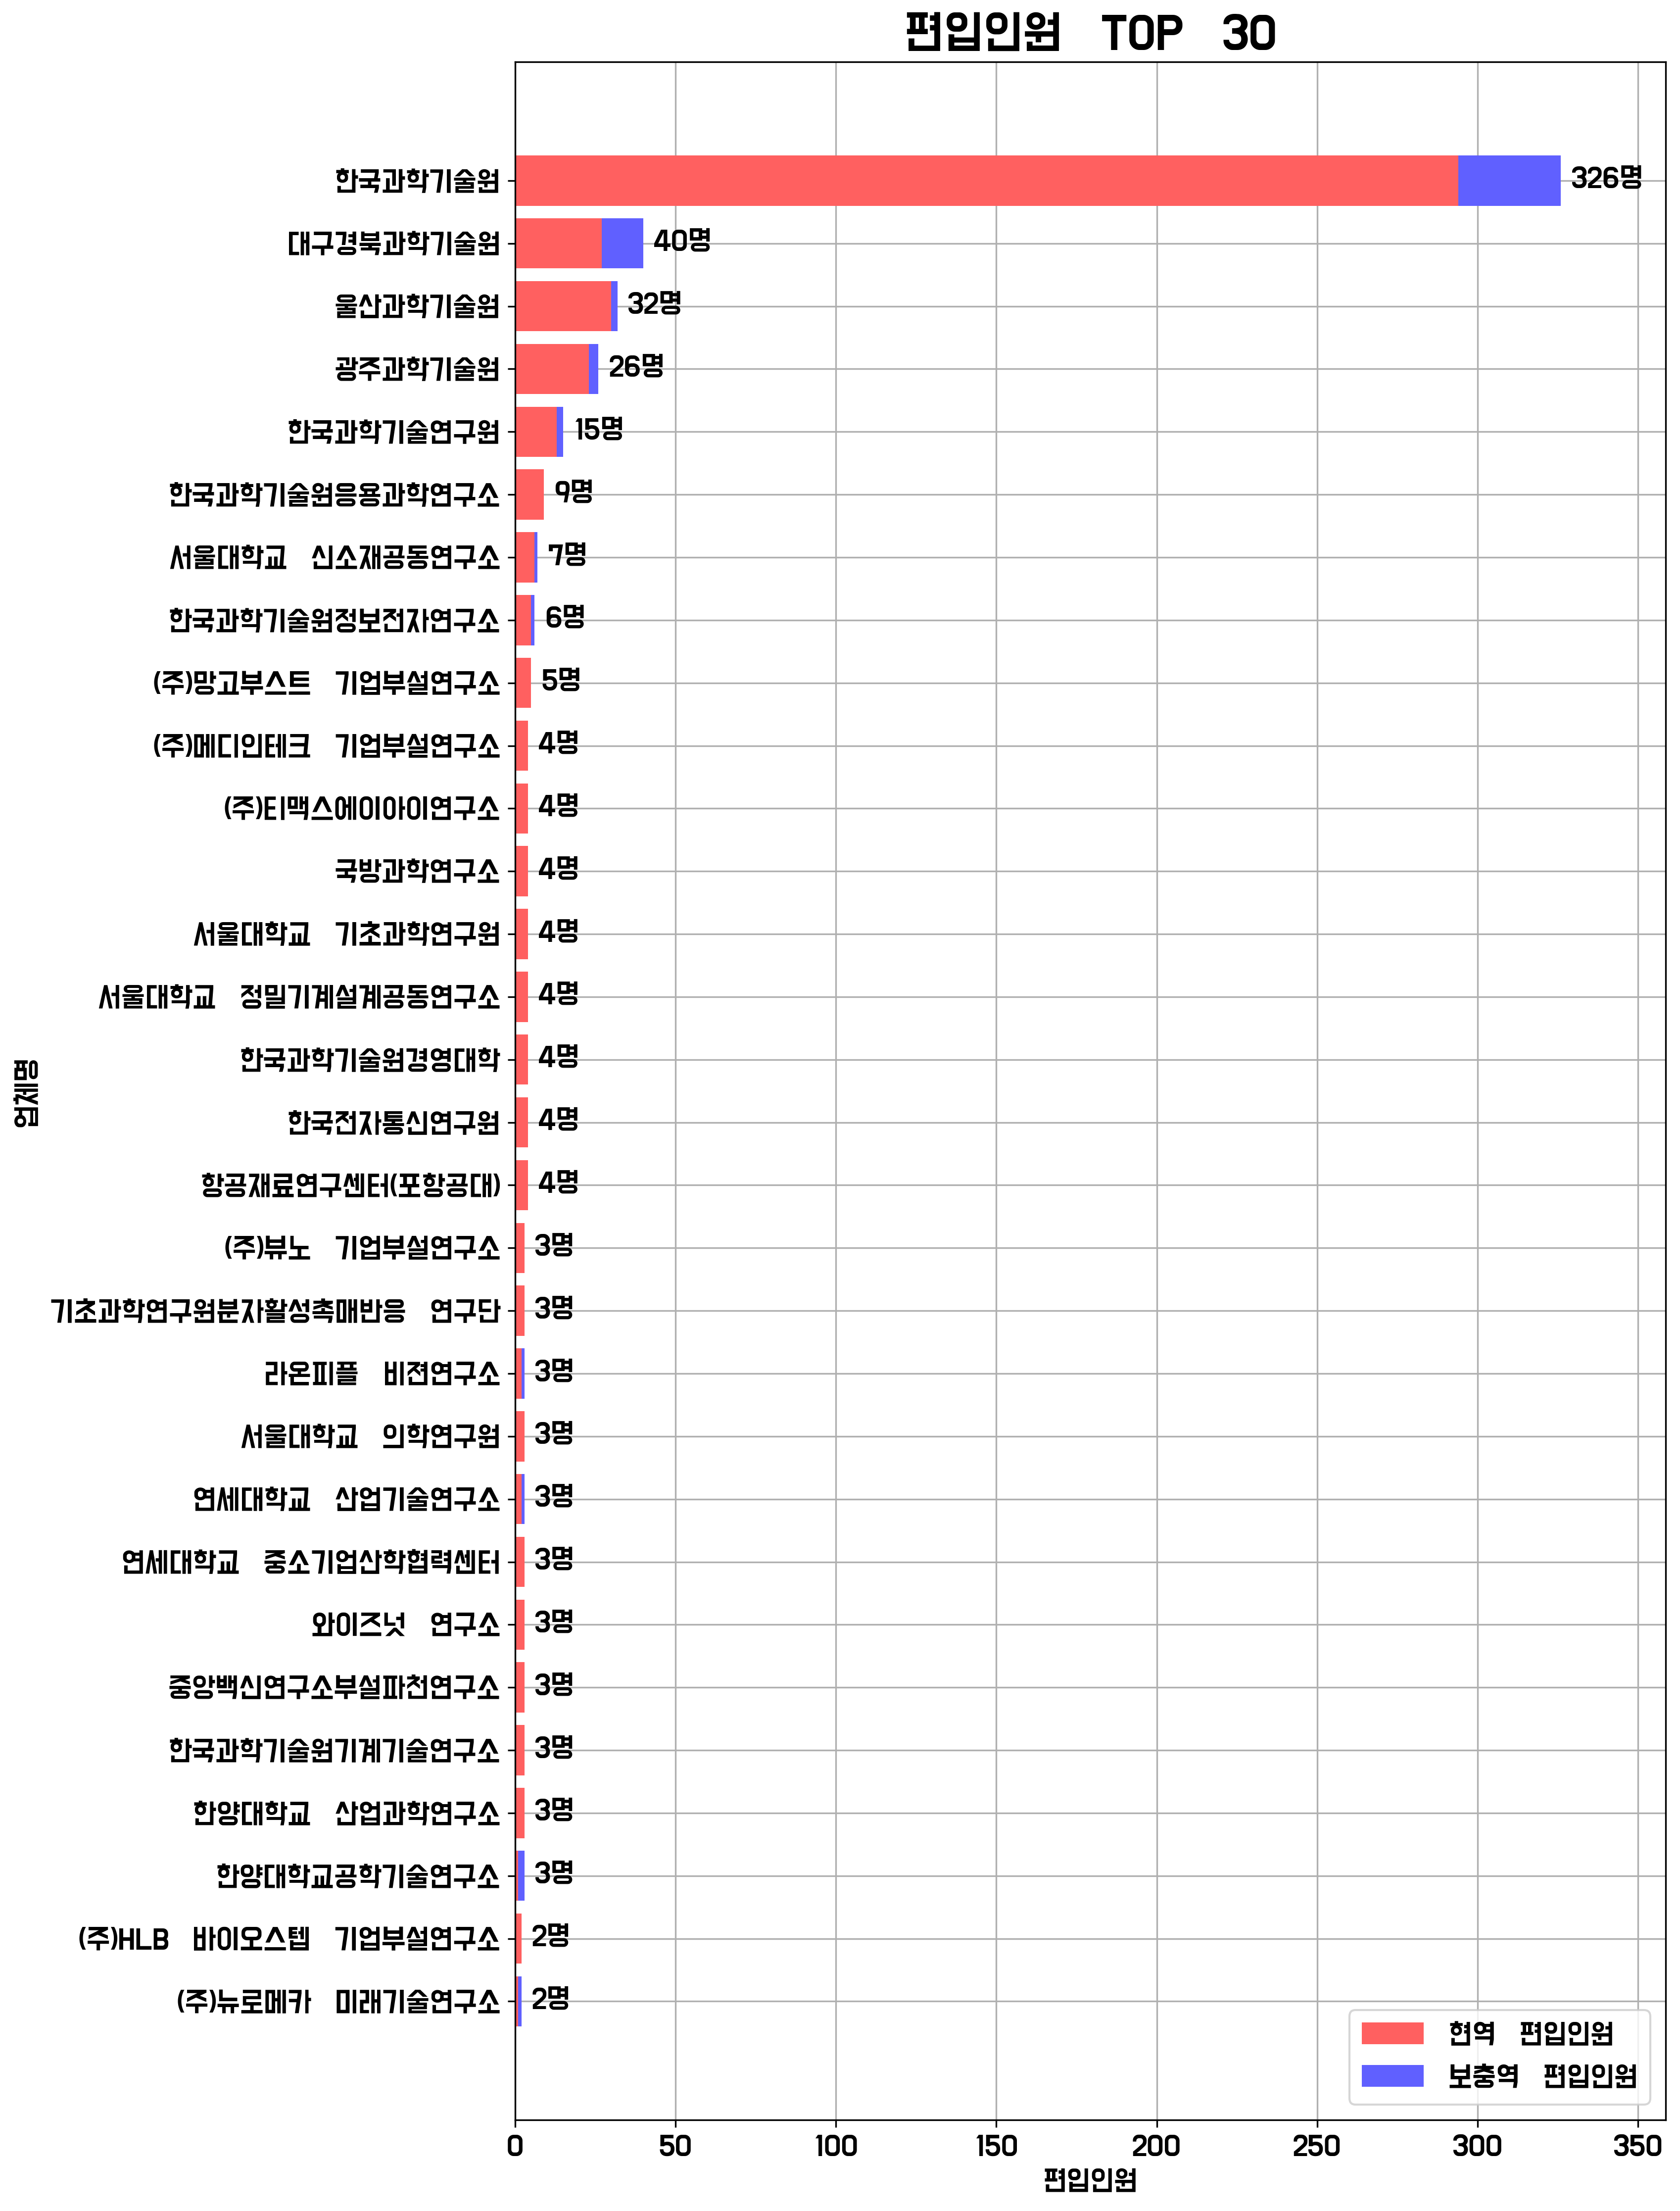 편입인원 TOP 30
한국과학기술원 326명
대구경북과학기술원 40명
울산과학기술원 32명
광주과학기술원 26명
한국과학기술연구원 15명
한국과학기술원응용과학연구소 9명
서울대학교 신소재공동연구소 7명
한국과학기술원정보전자연구소 6명
(주)망고부스트 기업부설연구소 5명
(주)메디인테크 기업부설연구소 4명
(주)티맥스에이아이연구소 4명
국방과학연구소 4명
서울대학교 기초과학연구원 4명
서울대학교 정밀기계설계공동연구소 4명
한국과학기술원경영대학 4명
한국전자통신연구원 4명
항공재료연구센터(포항공대) 4명
(주)뷰노 기업부설연구소 3명
기초과학연구원분자활성촉매반응 연구단 3명
라온피플 비젼연구소 3명
서울대학교 의학연구원 3명
연세대학교 산업기술연구소 3명
연세대학교 중소기업산학협력센터 3명
와이즈넛 연구소 3명
중앙백신연구소부설파천연구소 3명
한국과학기술원기계기술연구소 3명
한양대학교 산업과학연구소 3명
한양대학교공학기술연구소 3명
(주)HLB 바이오스텝 기업부설연구소 2명
(주)뉴로메카 미래기술연구소 2명
업체명
현역 편입인원
보충역 편입인원
0 50 100 150 200 250 300 350
편입인원